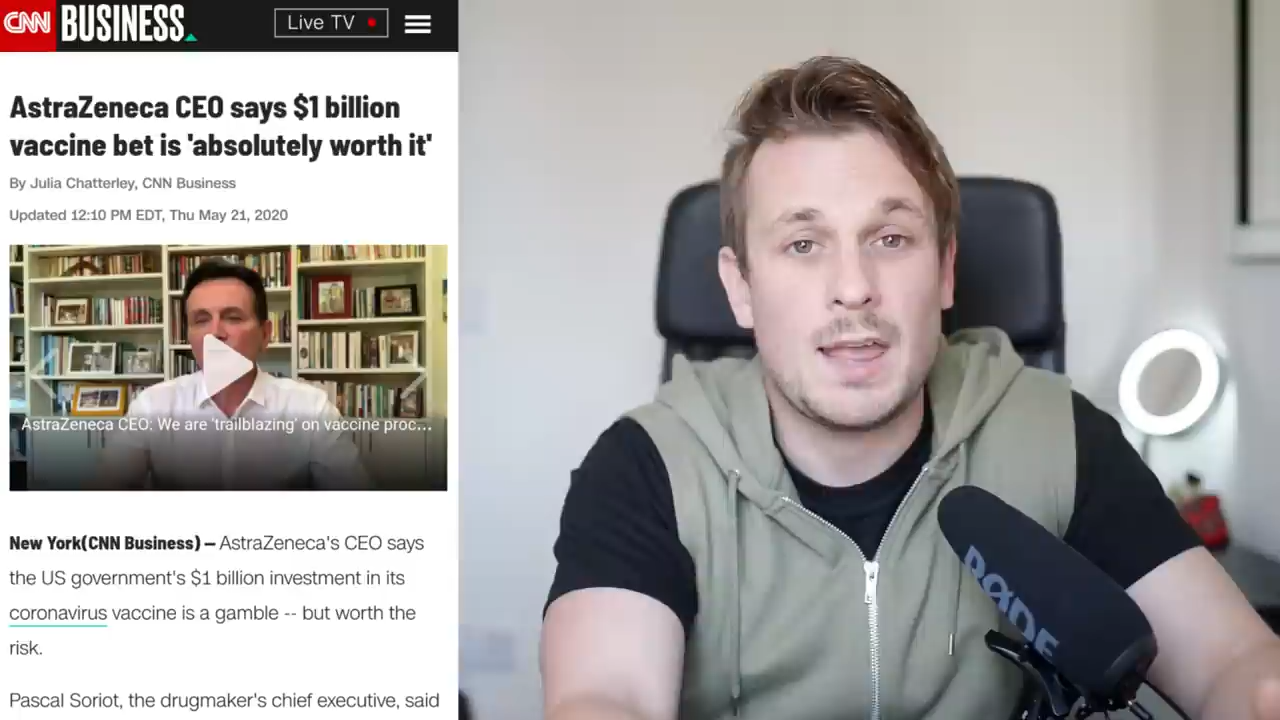 CNN BUSINESS
Live TV
AstraZeneca CEO says $1 billion
vaccine bet is 'absolutely worth it'
By Julia Chatterley, CNN Business
Updated 12:10 PM EDT, Thu May 21, 2020
AstraZeneca CEO: We are 'trailblazing' on vaccine proc...
New York(CNN Business) – AstraZeneca's CEO says
the US government's $1 billion investment in its
coronavirus vaccine is a gamble -- but worth the
risk.
Pascal Soriot, the drugmaker's chief executive, said
RØDE